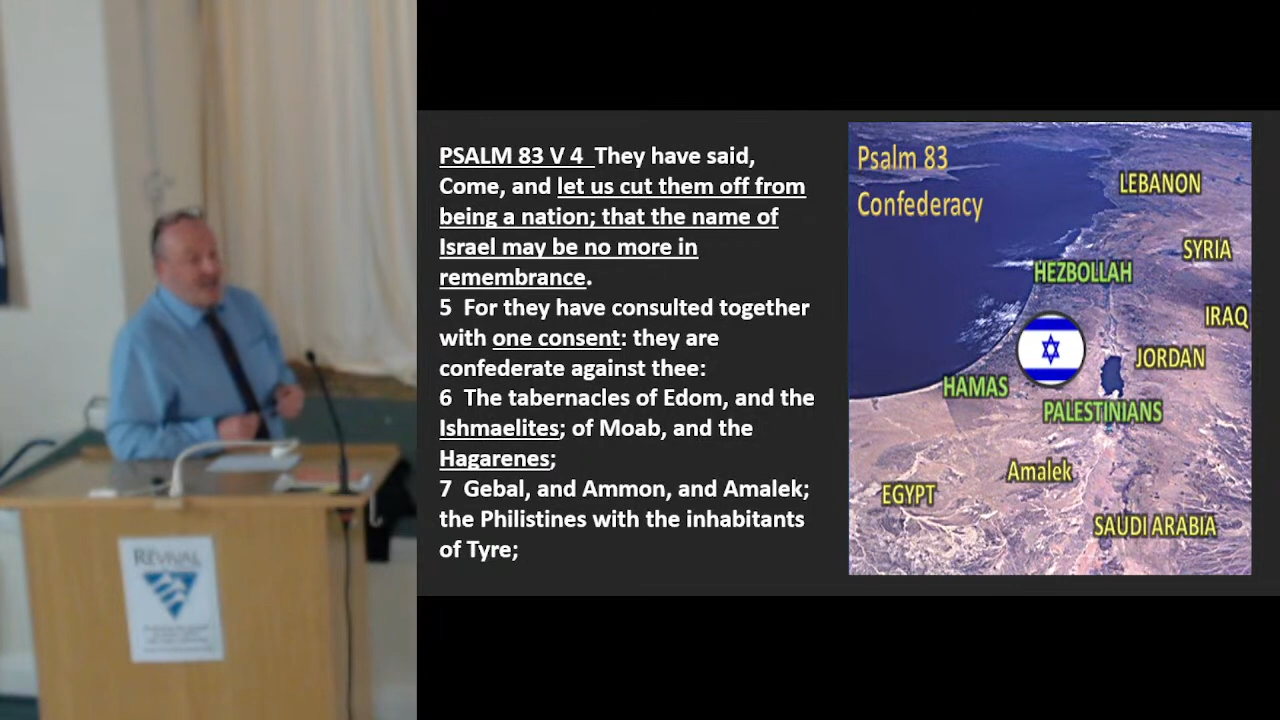 PSALM 83 V 4  They have said,
Come, and let us cut them off from
being a nation; that the name of
Israel may be no more in
remembrance.
5  For they have consulted together
with one consent: they are
confederate against thee:
6  The tabernacles of Edom, and the
Ishmaelites; of Moab, and the
Hagarenes;
7  Gebal, and Ammon, and Amalek;
the Philistines with the inhabitants
of Tyre;
Psalm 83
Confederacy
LEBANON
SYRIA
HEZBOLLAH
IRAQ
JORDAN
HAMAS
PALESTINIANS
Amalek
EGYPT
SAUDI ARABIA
REVIVAL